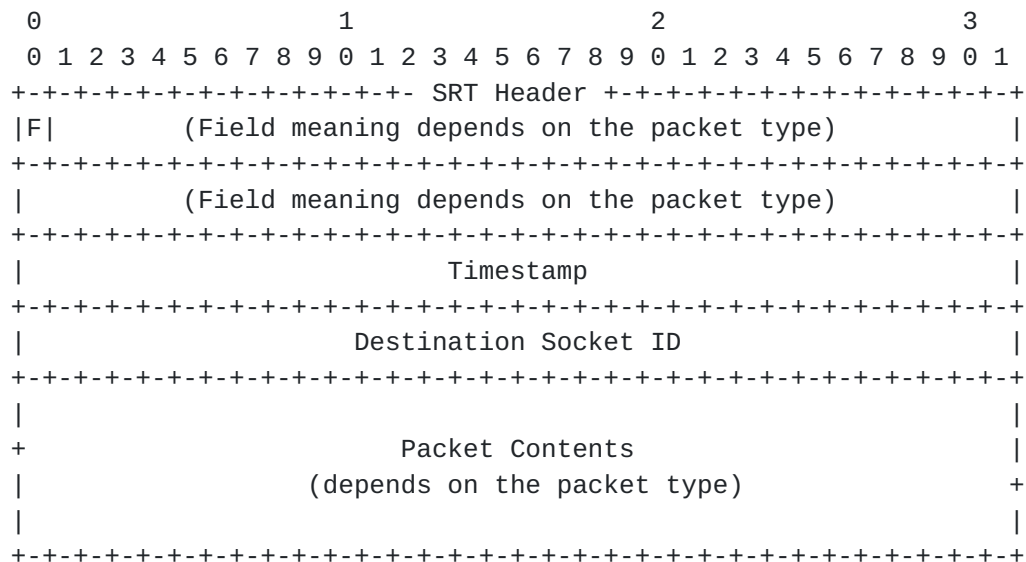 0                   1                   2                   3
 0 1 2 3 4 5 6 7 8 9 0 1 2 3 4 5 6 7 8 9 0 1 2 3 4 5 6 7 8 9 0 1
+-+-+-+-+-+-+-+-+-+-+-+-+- SRT Header +-+-+-+-+-+-+-+-+-+-+-+-+-+
|F|        (Field meaning depends on the packet type)           |
+-+-+-+-+-+-+-+-+-+-+-+-+-+-+-+-+-+-+-+-+-+-+-+-+-+-+-+-+-+-+-+-+
|          (Field meaning depends on the packet type)           |
+-+-+-+-+-+-+-+-+-+-+-+-+-+-+-+-+-+-+-+-+-+-+-+-+-+-+-+-+-+-+-+-+
|                           Timestamp                           |
+-+-+-+-+-+-+-+-+-+-+-+-+-+-+-+-+-+-+-+-+-+-+-+-+-+-+-+-+-+-+-+-+
|                     Destination Socket ID                     |
+-+-+-+-+-+-+-+-+-+-+-+-+-+-+-+-+-+-+-+-+-+-+-+-+-+-+-+-+-+-+-+-+
|                                                               |
+                        Packet Contents                        |
|                  (depends on the packet type)                 +
|                                                               |
+-+-+-+-+-+-+-+-+-+-+-+-+-+-+-+-+-+-+-+-+-+-+-+-+-+-+-+-+-+-+-+-+